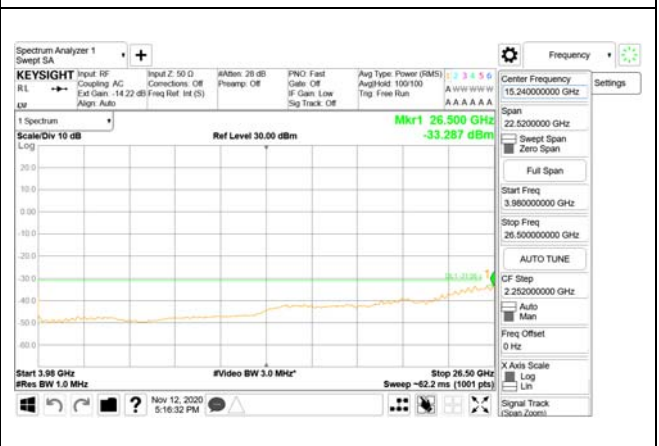 Spectrum Analyzer 1
Swept SA
+
Frequency
KEYSIGHT
RL
Input: RF
Coupling: AC
Ext Gain: -14.22 dB
Align: Auto
Input Z: 50 Ω
Corrections: Off
Freq Ref: Int (S)
#Atten: 28 dB
Preamp: Off
PNO: Fast
Gate: Off
IF Gain: Low
Sig Track: Off
Avg Type: Power (RMS)
Avg|Hold: 100/100
Trig: Free Run
1 2 3 4 5 6
A W W W W W
A A A A A A
1 Spectrum
Scale/Div 10 dB
Log
Ref Level 30.00 dBm
Mkr1 26.500 GHz
-33.287 dBm
20.0
10.0
0.00
-10.0
-20.0
-30.0
-40.0
-50.0
-60.0
1
Start 3.98 GHz
#Res BW 1.0 MHz
#Video BW 3.0 MHz*
Stop 26.50 GHz
Sweep ~62.2 ms (1001 pts)
Nov 12, 2020
5:16:32 PM
?
Center Frequency
15.240000000 GHz
Settings
Span
22.5200000 GHz
Swept Span
Zero Span
Full Span
Start Freq
3.980000000 GHz
Stop Freq
26.500000000 GHz
AUTO TUNE
CF Step
2.252000000 GHz
Auto
Man
Freq Offset
0 Hz
X Axis Scale
Log
Lin
Signal Track
(Span Zoom)